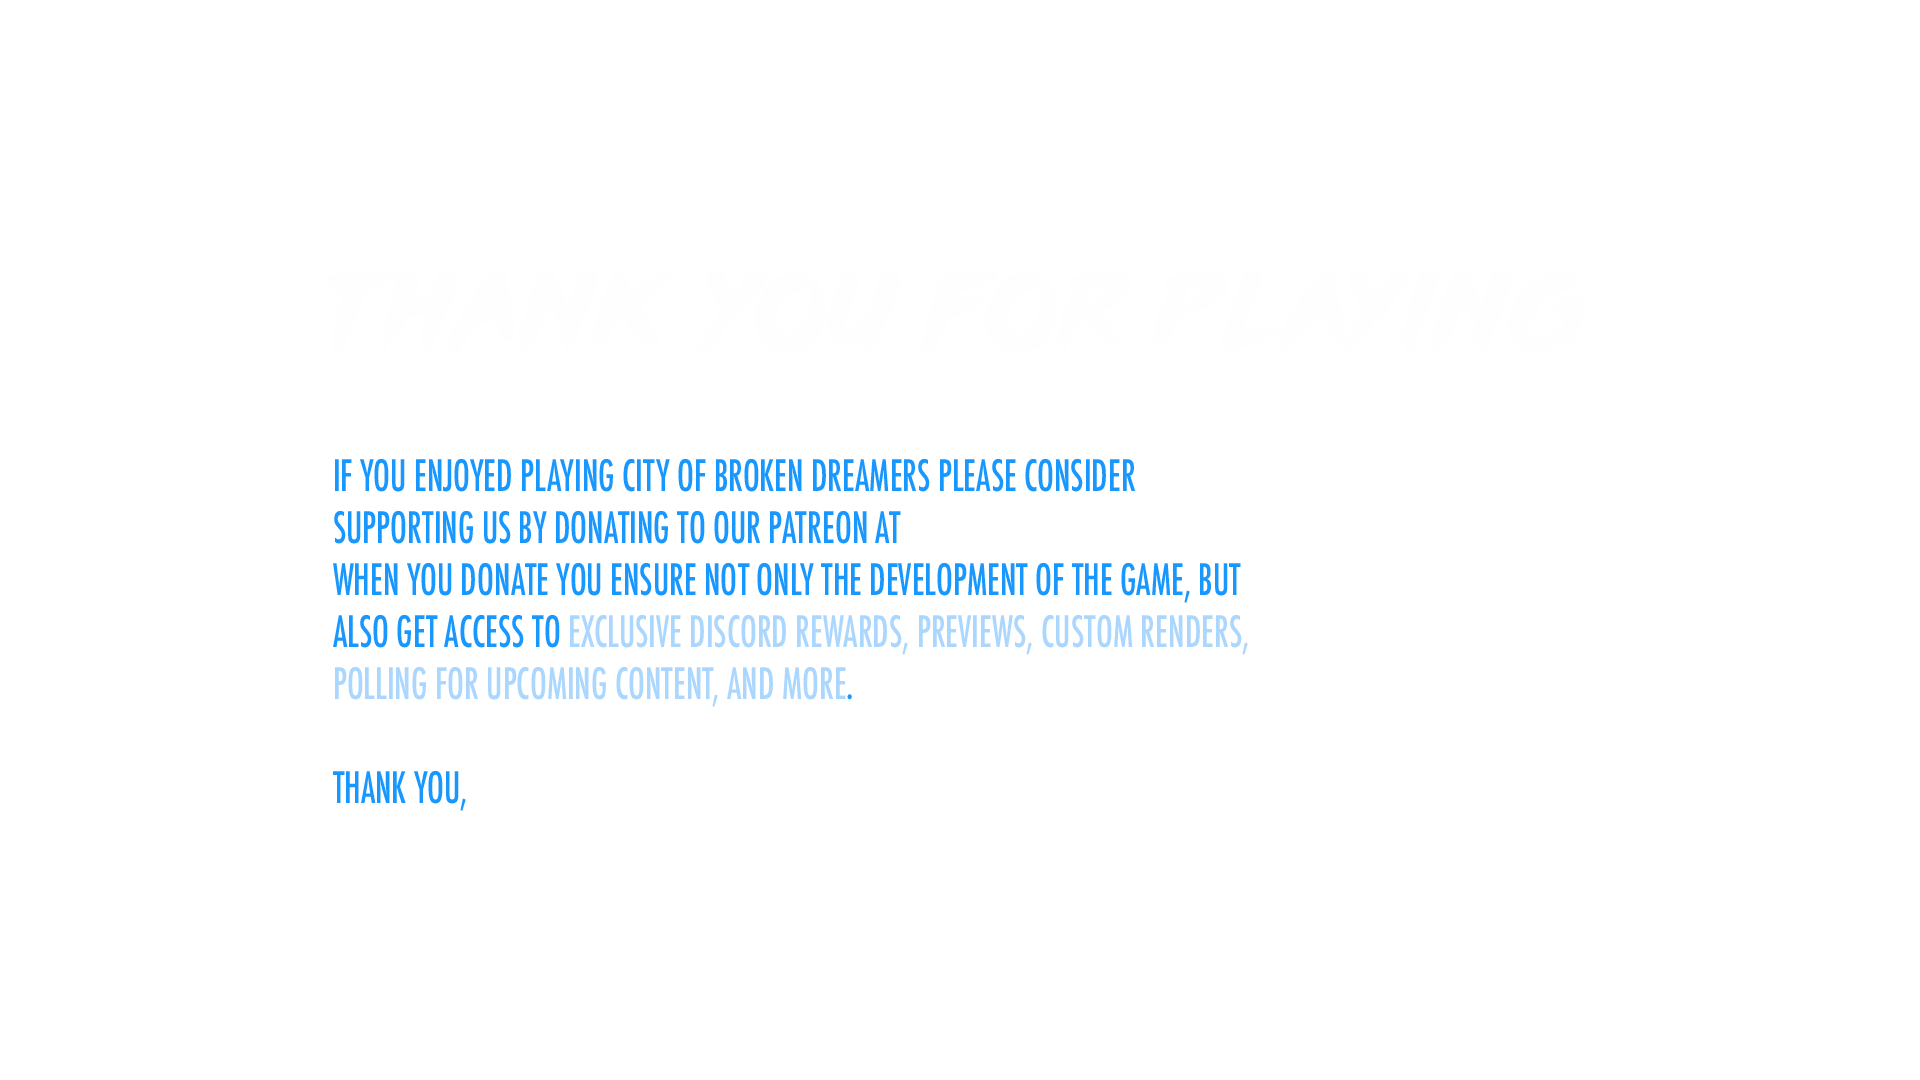 THANK YOU FOR PLAYING
IF YOU ENJOYED PLAYING CITY OF BROKEN DREAMERS PLEASE CONSIDER
SUPPORTING US BY DONATING TO OUR PATREON AT
WHEN YOU DONATE YOU ENSURE NOT ONLY THE DEVELOPMENT OF THE GAME, BUT
ALSO GET ACCESS TO EXCLUSIVE DISCORD REWARDS, PREVIEWS, CUSTOM RENDERS,
POLLING FOR UPCOMING CONTENT, AND MORE.
THANK YOU,